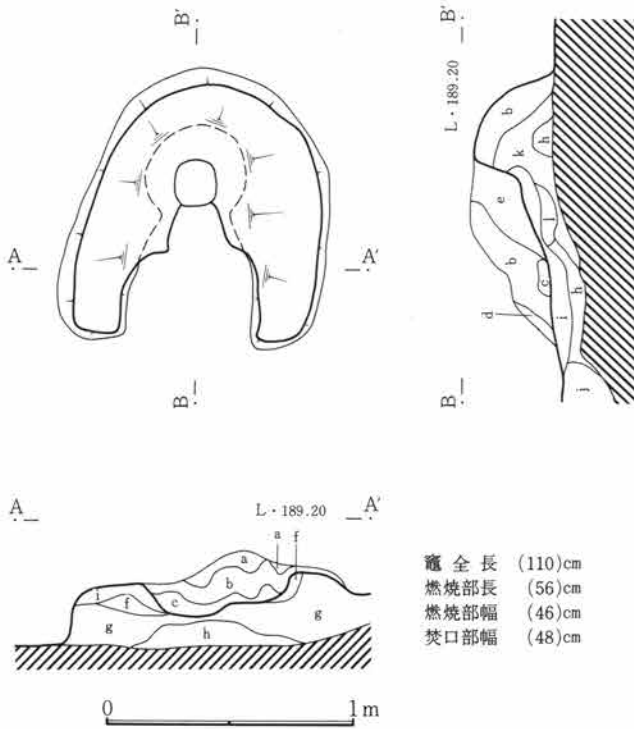 B′
A
A′
B
B′
L・189.20
b
h
k
e
l
b
c
h
d
i
j
B
A
L・189.20
A′
a f
a
b
i
f
c
g
g
h
0 1m
竈全長 (110)cm
燃焼部長 (56)cm
燃焼部幅 (46)cm
焚口部幅 (48)cm